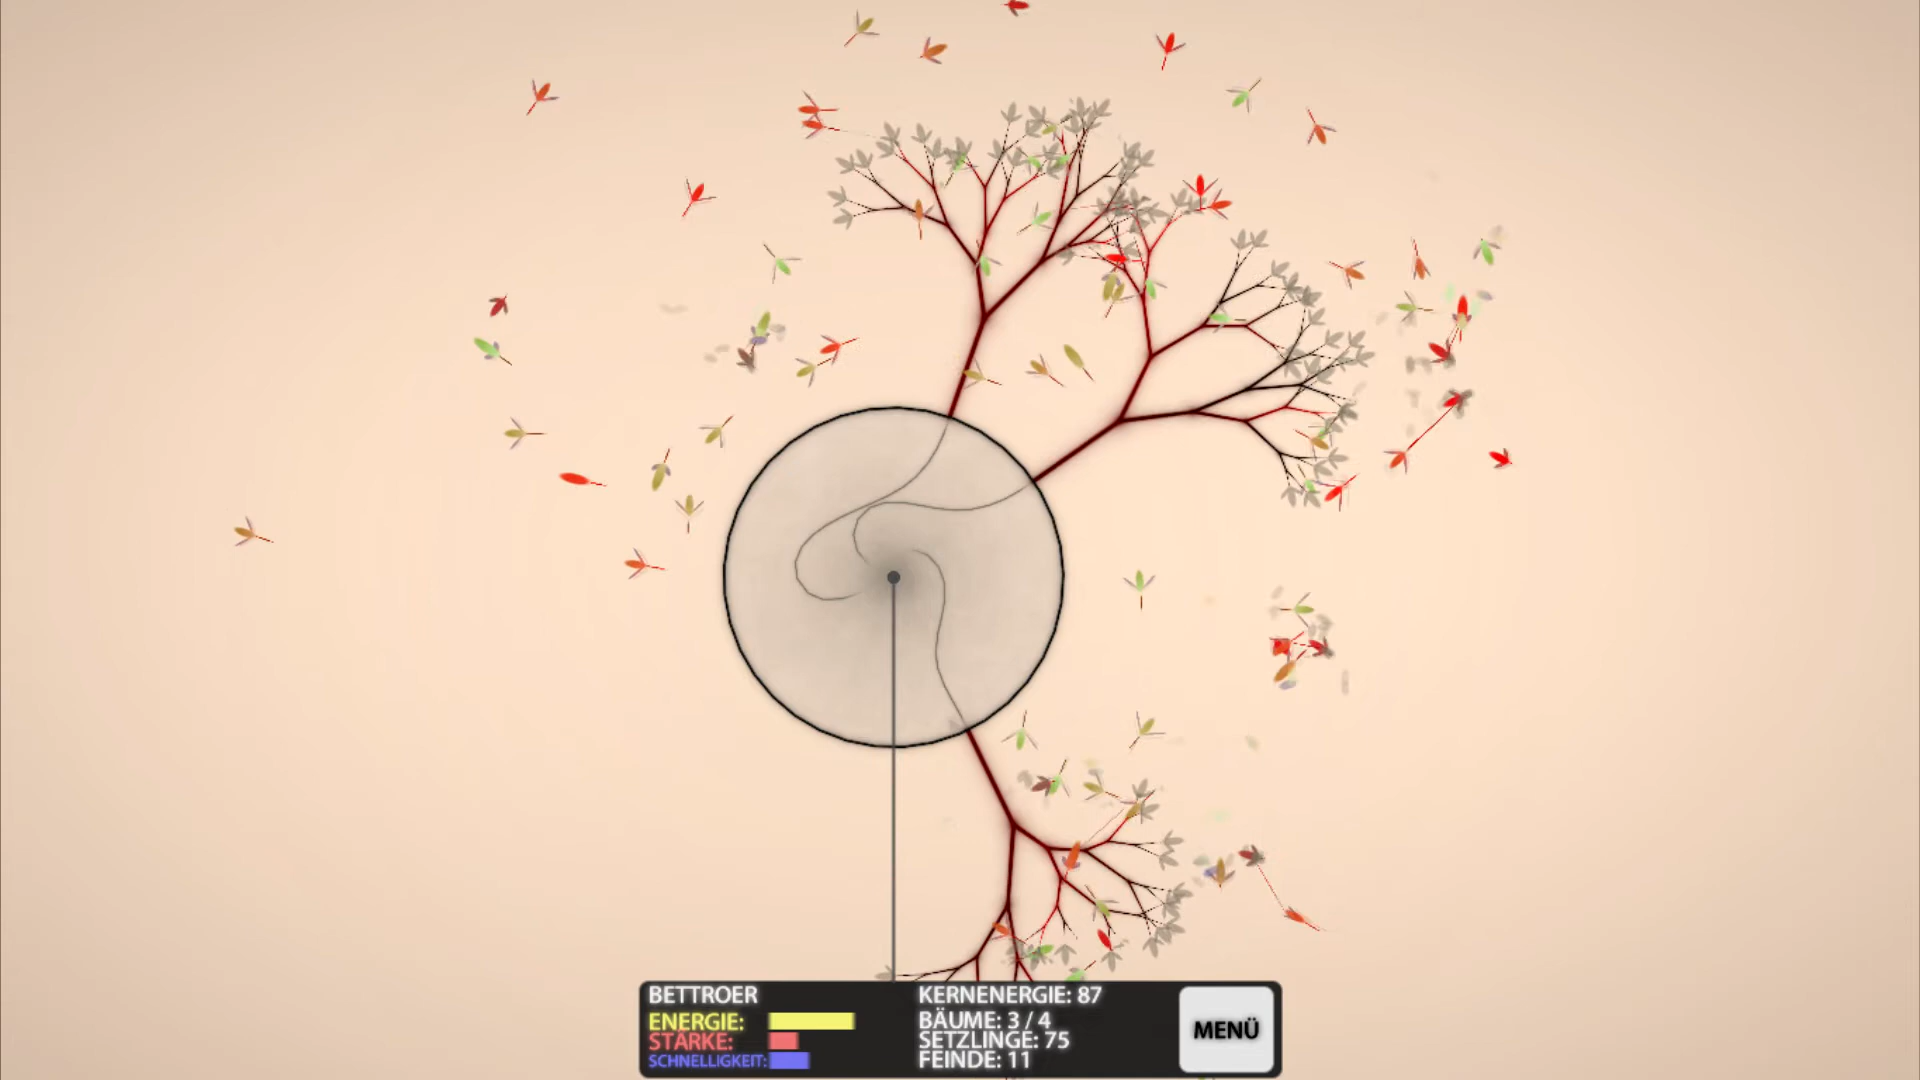 BETTROER
ENERGIE:
STÄRKE:
SCHNELLIGKEIT:
KERNENERGIE: 87
BÄUME: 3 / 4
SETZLINGE: 75
FEINDE: 11
MENÜ